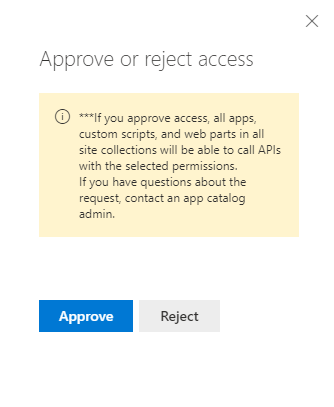 Approve or reject access
***If you approve access, all apps,
custom scripts, and web parts in all
site collections will be able to call APIs
with the selected permissions.
If you have questions about the
request, contact an app catalog
admin.
Approve
Reject